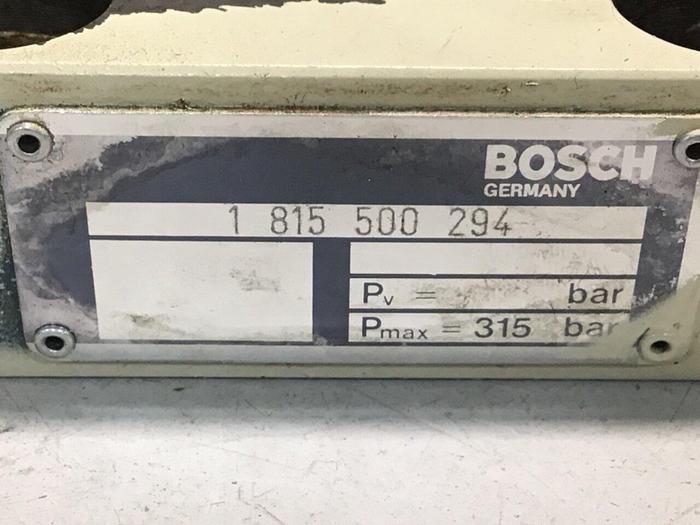 BOSCH
GERMANY
1 815 500 294
Pv = bar
Pmax = 315 bar